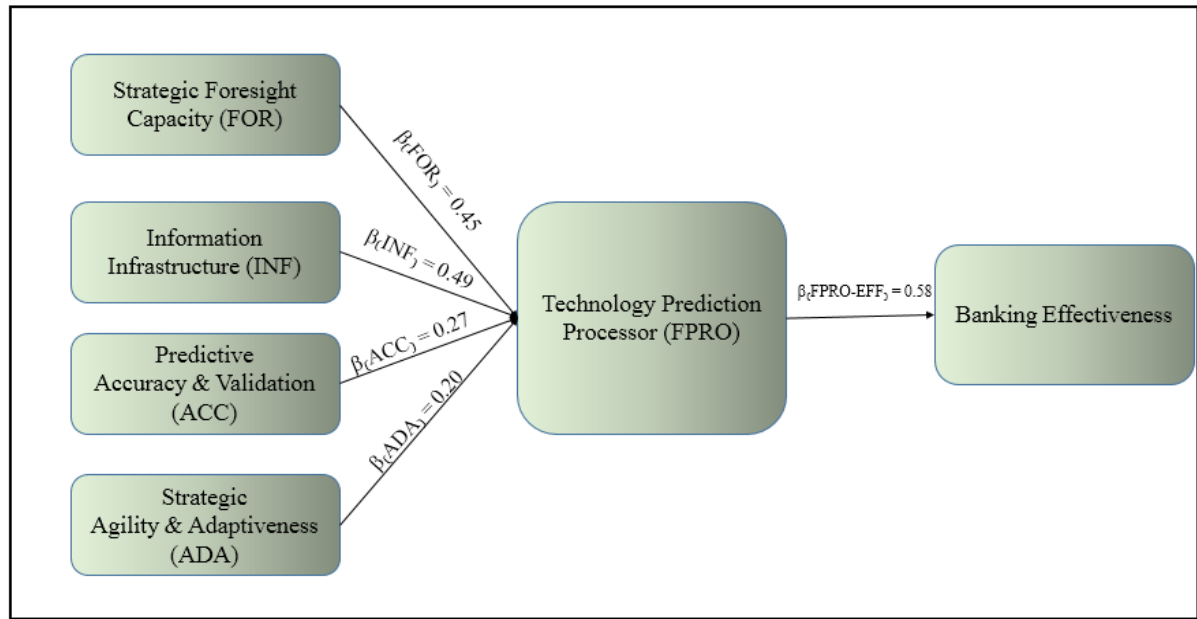 Strategic Foresight
Capacity (FOR)
β₍FOR₎ = 0.45
Information
Infrastructure (INF)
β₍INF₎ = 0.49
Predictive
Accuracy & Validation
(ACC)
β₍ACC₎ = 0.27
Strategic
Agility & Adaptiveness
(ADA)
β₍ADA₎ = 0.20
Technology Prediction
Processor (FPRO)
β₍FPRO-EFF₎ = 0.58
Banking Effectiveness